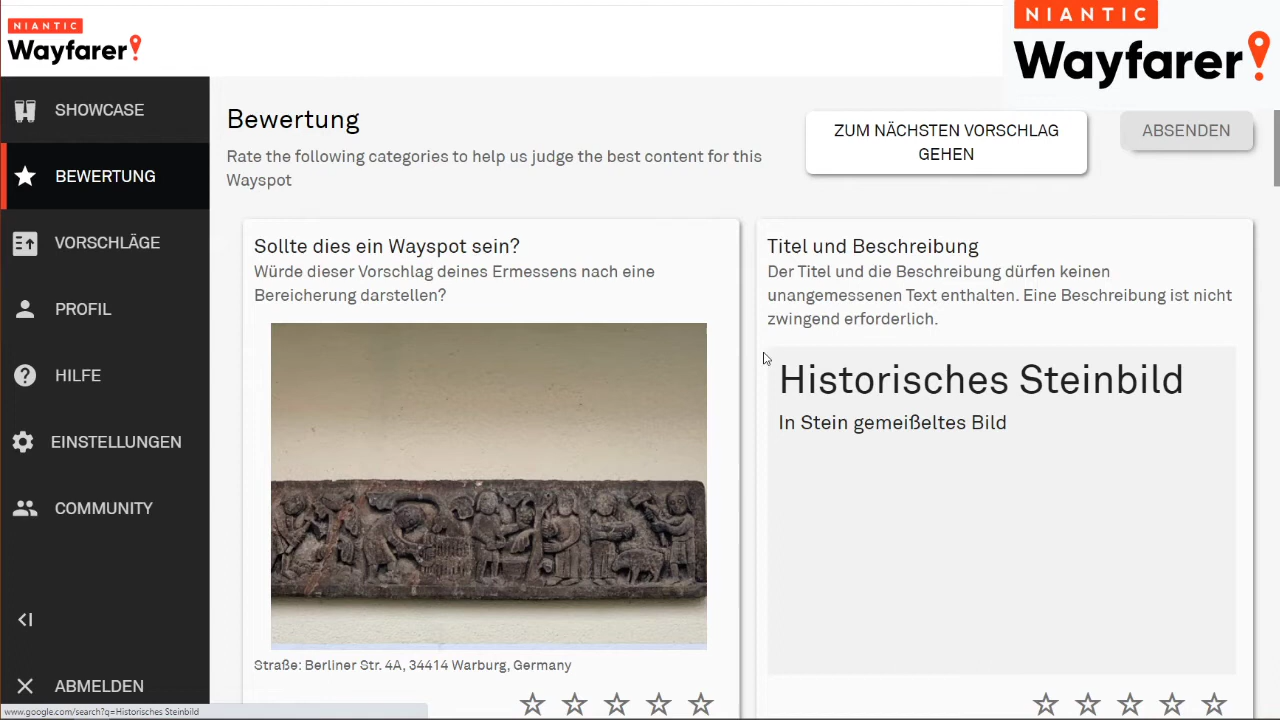 NIANTIC
Wayfarer!
NIANTIC
Wayfarer!
SHOWCASE
BEWERTUNG
VORSCHLÄGE
PROFIL
HILFE
EINSTELLUNGEN
COMMUNITY
ABMELDEN
Bewertung
Rate the following categories to help us judge the best content for this
Wayspot
ZUM NÄCHSTEN VORSCHLAG
GEHEN
ABSENDEN
Sollte dies ein Wayspot sein?
Würde dieser Vorschlag deines Ermessens nach eine
Bereicherung darstellen?
Straße: Berliner Str. 4A, 34414 Warburg, Germany
Titel und Beschreibung
Der Titel und die Beschreibung dürfen keinen
unangemessenen Text enthalten. Eine Beschreibung ist nicht
zwingend erforderlich.
Historisches Steinbild
In Stein gemeißeltes Bild
www.google.com/search?q=Historisches Steinbild